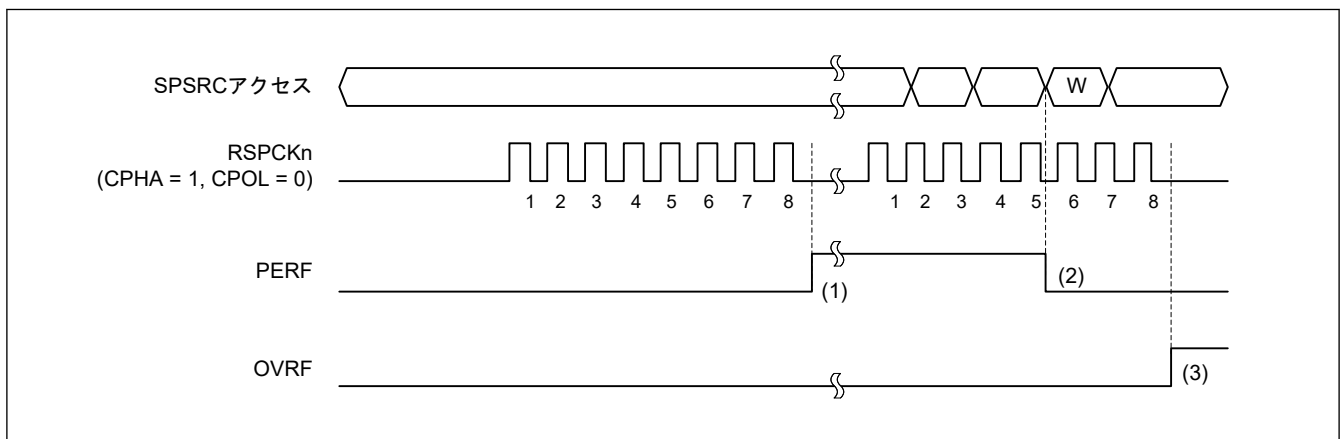 SPSRCアクセス
W
RSPCKn
(CPHA = 1, CPOL = 0)
1 2 3 4 5 6 7 8 1 2 3 4 5 6 7 8
PERF
(1)
(2)
OVRF
(3)